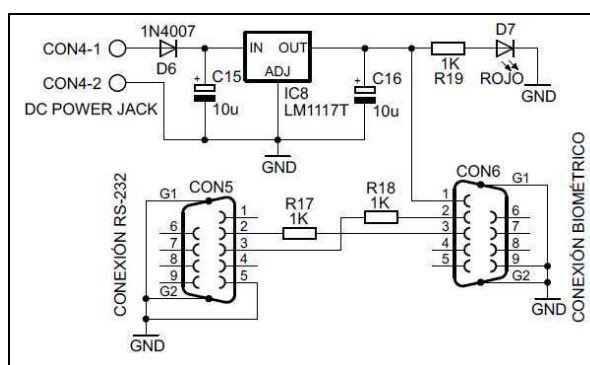 CON4-1
1N4007
D6
CON4-2
DC POWER JACK
+
C15
10u
IN OUT
ADJ
IC8
LM1117T
GND
+
C16
10u
1K
R19
D7
ROJO
GND
CONEXIÓN RS-232
G1
CON5
6
7
8
9
1
2
3
4
5
G2
GND
R17
1K
R18
1K
CON6
G1
1
2
3
4
5
6
7
8
9
G2
GND
CONEXIÓN BIOMÉTRICO